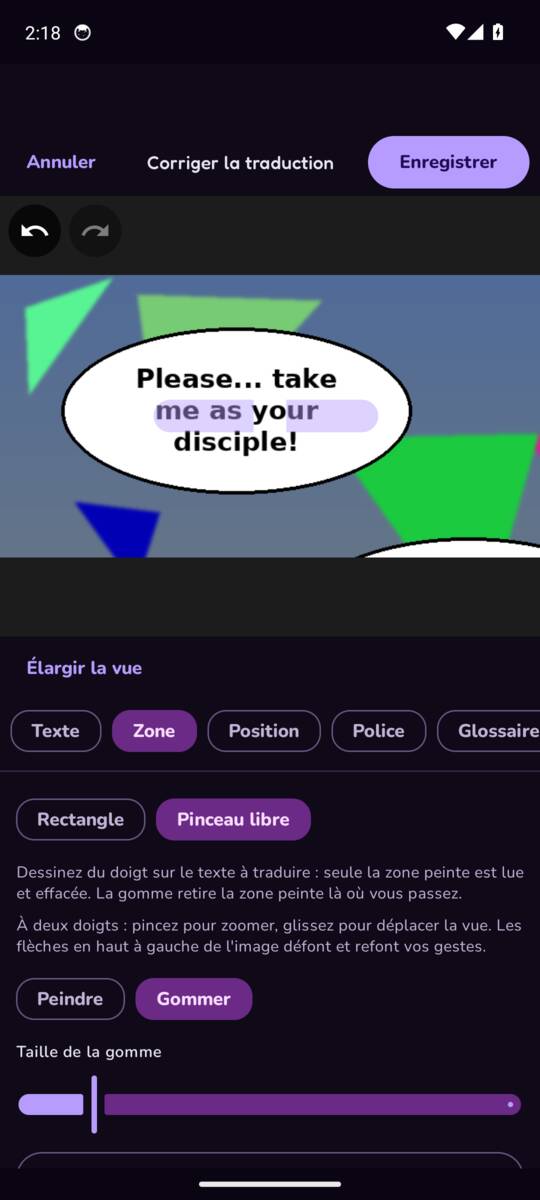 2:18
Annuler
Corriger la traduction
Enregistrer
Please... take
me as your
disciple!
Élargir la vue
Texte
Zone
Position
Police
Glossaire
Rectangle
Pinceau libre
Dessinez du doigt sur le texte à traduire : seule la zone peinte est lue
et effacée. La gomme retire la zone peinte là où vous passez.
À deux doigts : pincez pour zoomer, glissez pour déplacer la vue. Les
flèches en haut à gauche de l'image défont et refont vos gestes.
Peindre
Gommer
Taille de la gomme